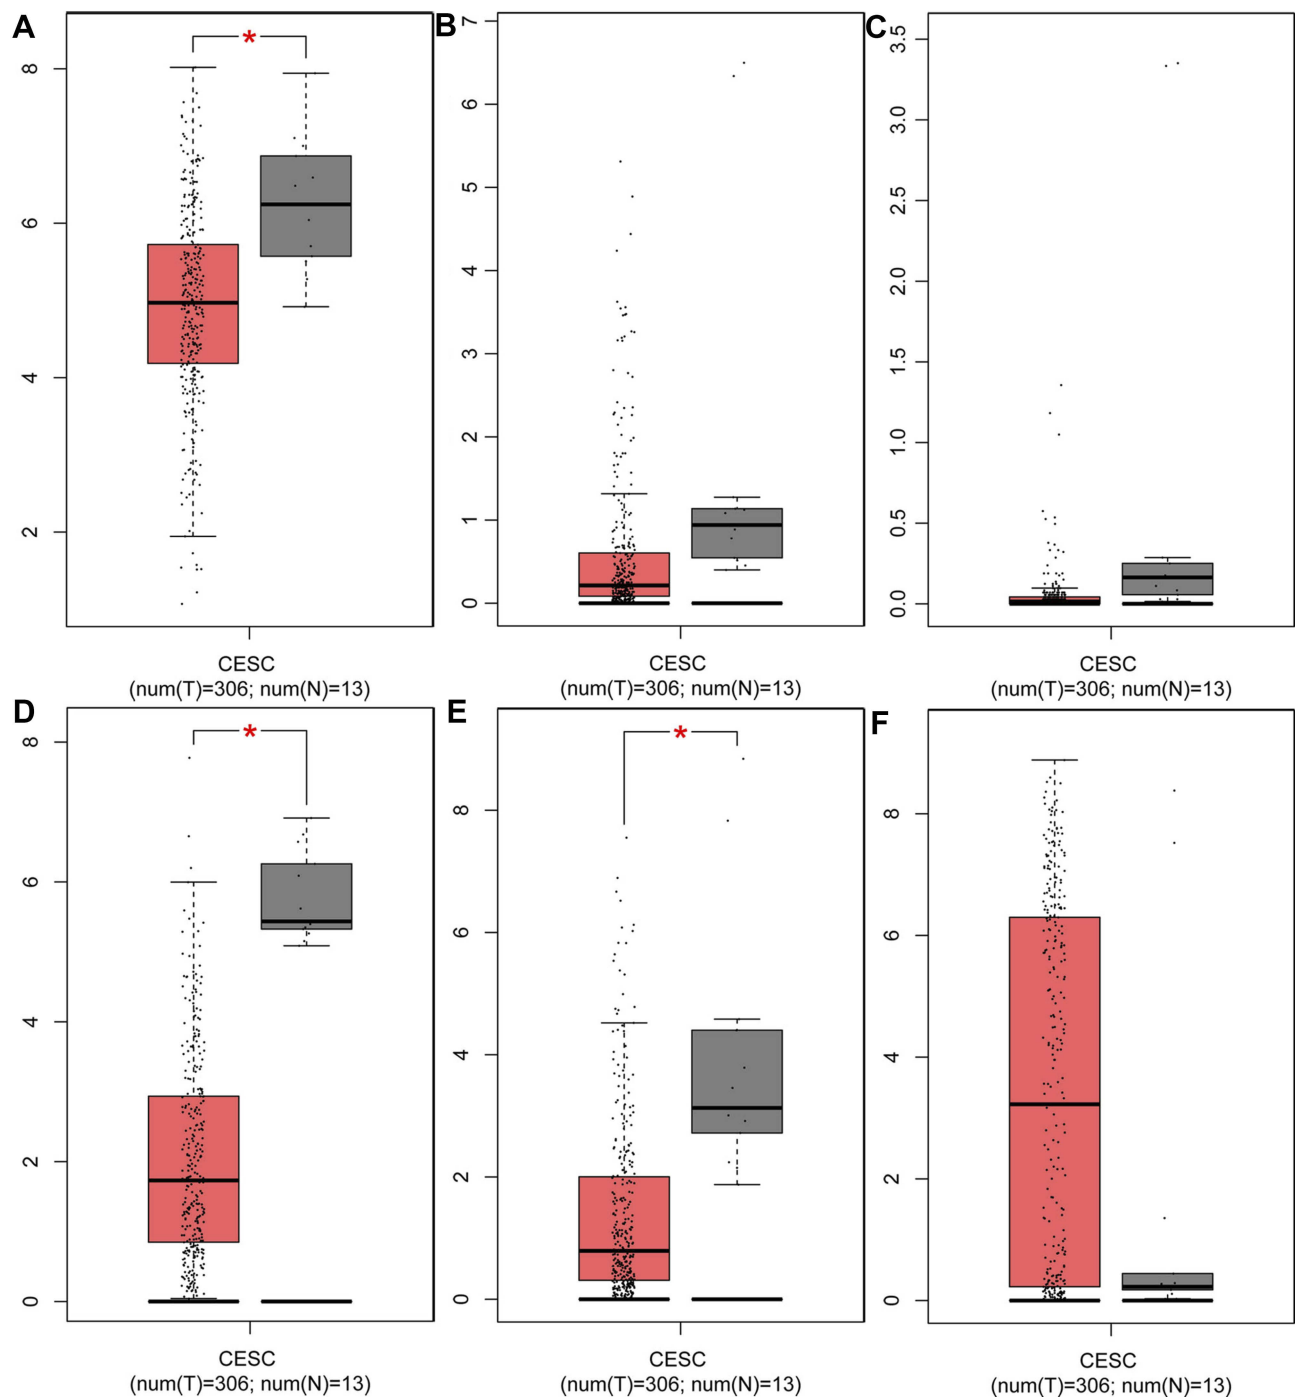 A
*
8
6
4
2
CESC
(num(T)=306; num(N)=13)
B
7
6
5
4
3
2
1
0
CESC
(num(T)=306; num(N)=13)
C
3.5
3.0
2.5
2.0
1.5
1.0
0.5
0.0
CESC
(num(T)=306; num(N)=13)
D
*
8
6
4
2
0
CESC
(num(T)=306; num(N)=13)
E
*
8
6
4
2
0
CESC
(num(T)=306; num(N)=13)
F
8
6
4
2
0
CESC
(num(T)=306; num(N)=13)